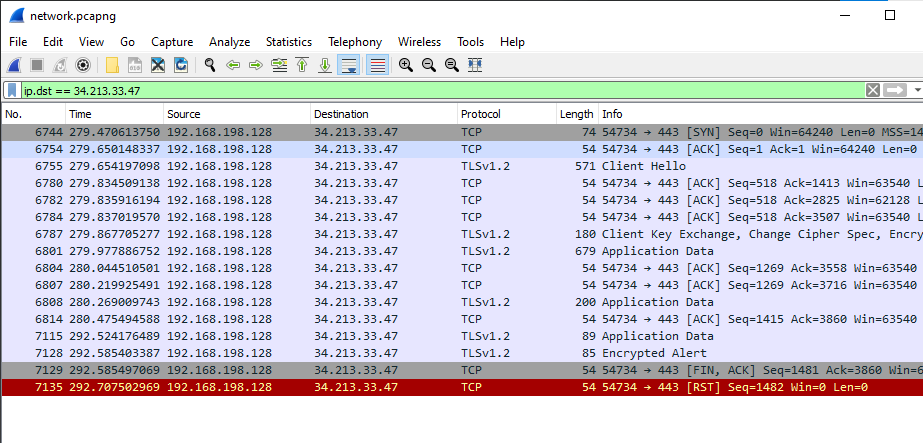 network.pcapng
File Edit View Go Capture Analyze Statistics Telephony Wireless Tools Help
ip.dst == 34.213.33.47
No. Time Source Destination Protocol Length Info
6744 279.470613750 192.168.198.128 34.213.33.47 TCP 74 54734 → 443 [SYN] Seq=0 Win=64240 Len=0 MSS=14
6754 279.650148337 192.168.198.128 34.213.33.47 TCP 54 54734 → 443 [ACK] Seq=1 Ack=1 Win=64240 Len=0
6755 279.654197098 192.168.198.128 34.213.33.47 TLSv1.2 571 Client Hello
6780 279.834509138 192.168.198.128 34.213.33.47 TCP 54 54734 → 443 [ACK] Seq=518 Ack=1413 Win=63540 L
6782 279.835916194 192.168.198.128 34.213.33.47 TCP 54 54734 → 443 [ACK] Seq=518 Ack=2825 Win=62128 L
6784 279.837019570 192.168.198.128 34.213.33.47 TCP 54 54734 → 443 [ACK] Seq=518 Ack=3507 Win=63540 L
6787 279.867705277 192.168.198.128 34.213.33.47 TLSv1.2 180 Client Key Exchange, Change Cipher Spec, Encry
6801 279.977886752 192.168.198.128 34.213.33.47 TLSv1.2 679 Application Data
6804 280.044510501 192.168.198.128 34.213.33.47 TCP 54 54734 → 443 [ACK] Seq=1269 Ack=3558 Win=63540
6807 280.219925491 192.168.198.128 34.213.33.47 TCP 54 54734 → 443 [ACK] Seq=1269 Ack=3716 Win=63540
6808 280.269009743 192.168.198.128 34.213.33.47 TLSv1.2 200 Application Data
6814 280.475494588 192.168.198.128 34.213.33.47 TCP 54 54734 → 443 [ACK] Seq=1415 Ack=3860 Win=63540
7115 292.524176489 192.168.198.128 34.213.33.47 TLSv1.2 89 Application Data
7128 292.585403387 192.168.198.128 34.213.33.47 TLSv1.2 85 Encrypted Alert
7129 292.585497069 192.168.198.128 34.213.33.47 TCP 54 54734 → 443 [FIN, ACK] Seq=1481 Ack=3860 Win=6
7135 292.707502969 192.168.198.128 34.213.33.47 TCP 54 54734 → 443 [RST] Seq=1482 Win=0 Len=0